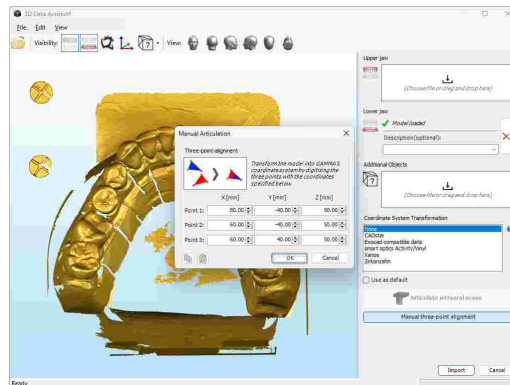 3D Data Assistant
File Edit View
Visibility:
View:
Upper jaw
(Choose file or drag and drop here)
Lower jaw
Model loaded
Description(optional):
Additional Objects
(Choose file or drag and drop here)
Coordinate System Transformation
None
CADstar
Exocad-compatible data
smart optics Activity/Vinyl
Xenos
Zirkonzahn
Use as default
Articulate intraoral scans
Manual three-point alignment
Import Cancel
Ready
Manual Articulation
Three-point-alignment
Transform the model into GAMMA's
coordinate system by digitizing the
three points with the coordinates
specified below.
X [mm] Y [mm] Z [mm]
Point 1: 80.00 -40.00 50.00
Point 2: 60.00 -40.00 50.00
Point 3: 60.00 40.00 50.00
OK Cancel